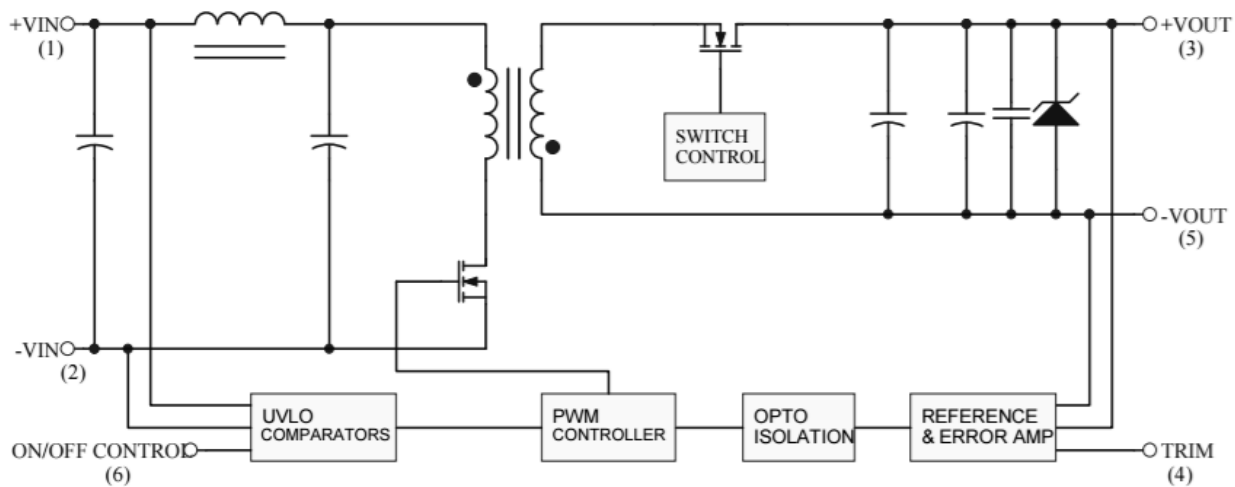 +VIN
(1)
+VOUT
(3)
SWITCH
CONTROL
-VOUT
(5)
-VIN
(2)
UVLO
COMPARATORS
PWM
CONTROLLER
OPTO
ISOLATION
REFERENCE
& ERROR AMP
ON/OFF CONTROL
(6)
TRIM
(4)